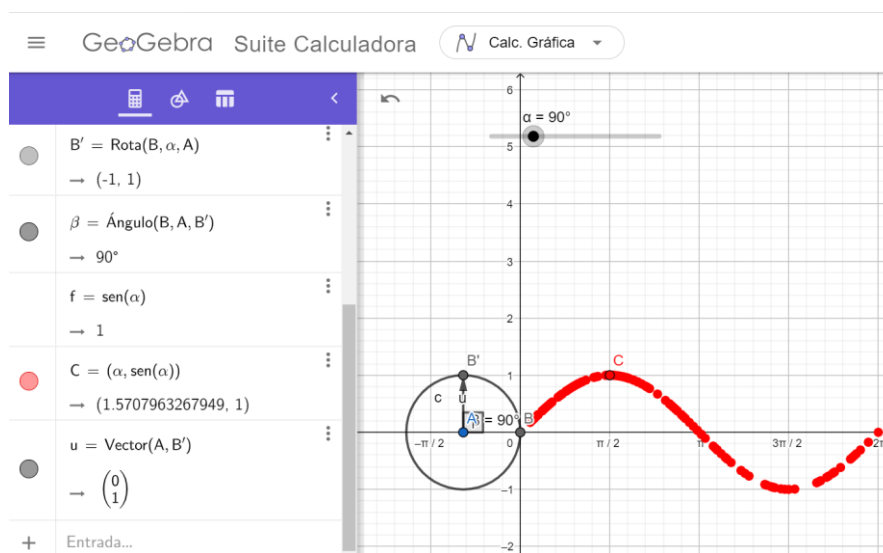 GeoGebra Suite Calculadora Calc. Gráfica
B′ = Rota(B, α, A)
→ (-1, 1)
β = Ángulo(B, A, B′)
→ 90°
f = sen(α)
→ 1
C = (α, sen(α))
→ (1.5707963267949, 1)
u = Vector(A, B′)
→ (0
1)
+ Entrada...
6
α = 90°
5
4
3
2
B' 1 C
c u
A β = 90° B
−π / 2 0 π / 2 π 3π / 2 2π
−1
−2